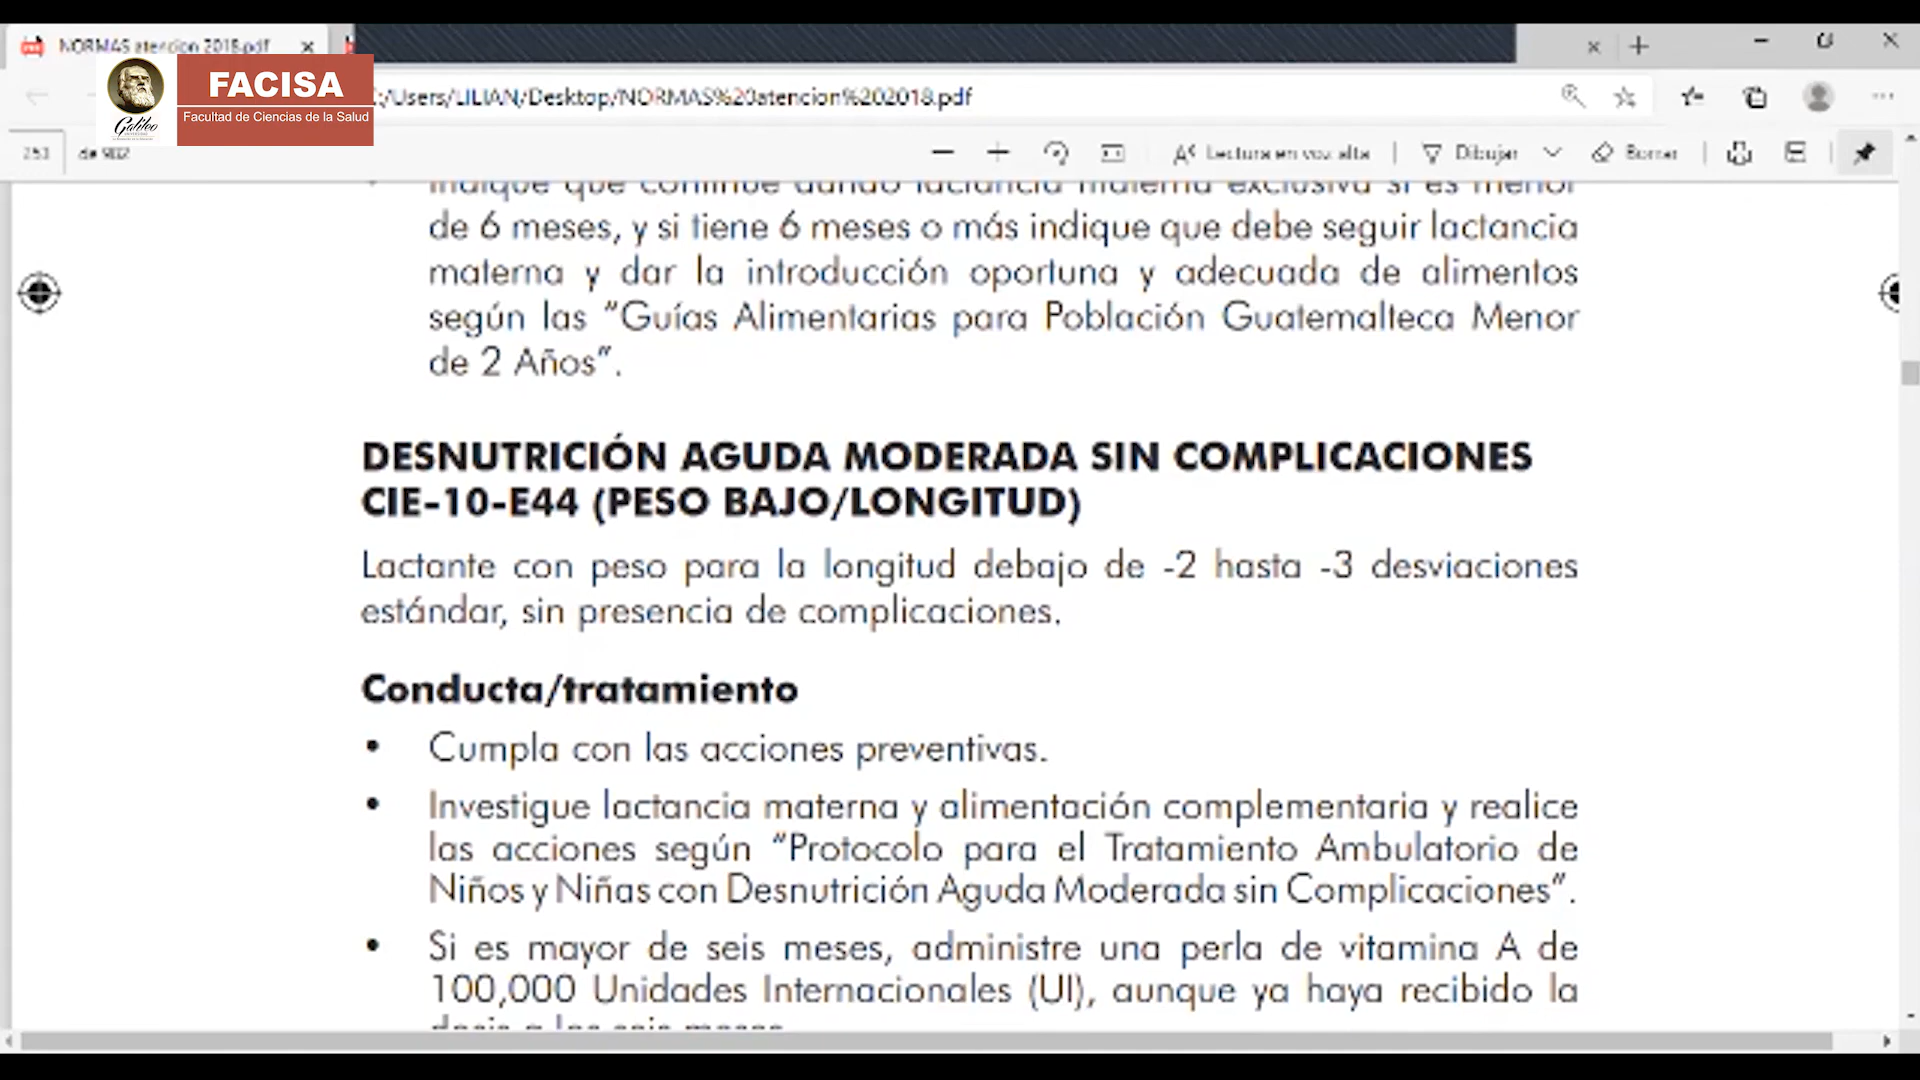 NORMAS atencion 2018.pdf
FACISA
Facultad de Ciencias de la Salud
Galileo
:/Users/LILIAN/Desktop/NORMAS%20atencion%202018.pdf
de 902
Lectura en voz alta
Dibujar
Borrar
Indique que continúe dando lactancia materna exclusiva si es menor
de 6 meses, y si tiene 6 meses o más indique que debe seguir lactancia
materna y dar la introducción oportuna y adecuada de alimentos
según las “Guías Alimentarias para Población Guatemalteca Menor
de 2 Años”.
DESNUTRICIÓN AGUDA MODERADA SIN COMPLICACIONES
CIE-10-E44 (PESO BAJO/LONGITUD)
Lactante con peso para la longitud debajo de -2 hasta -3 desviaciones
estándar, sin presencia de complicaciones.
Conducta/tratamiento
• Cumpla con las acciones preventivas.
• Investigue lactancia materna y alimentación complementaria y realice
las acciones según “Protocolo para el Tratamiento Ambulatorio de
Niños y Niñas con Desnutrición Aguda Moderada sin Complicaciones”.
• Si es mayor de seis meses, administre una perla de vitamina A de
100,000 Unidades Internacionales (UI), aunque ya haya recibido la
dosis a los seis meses